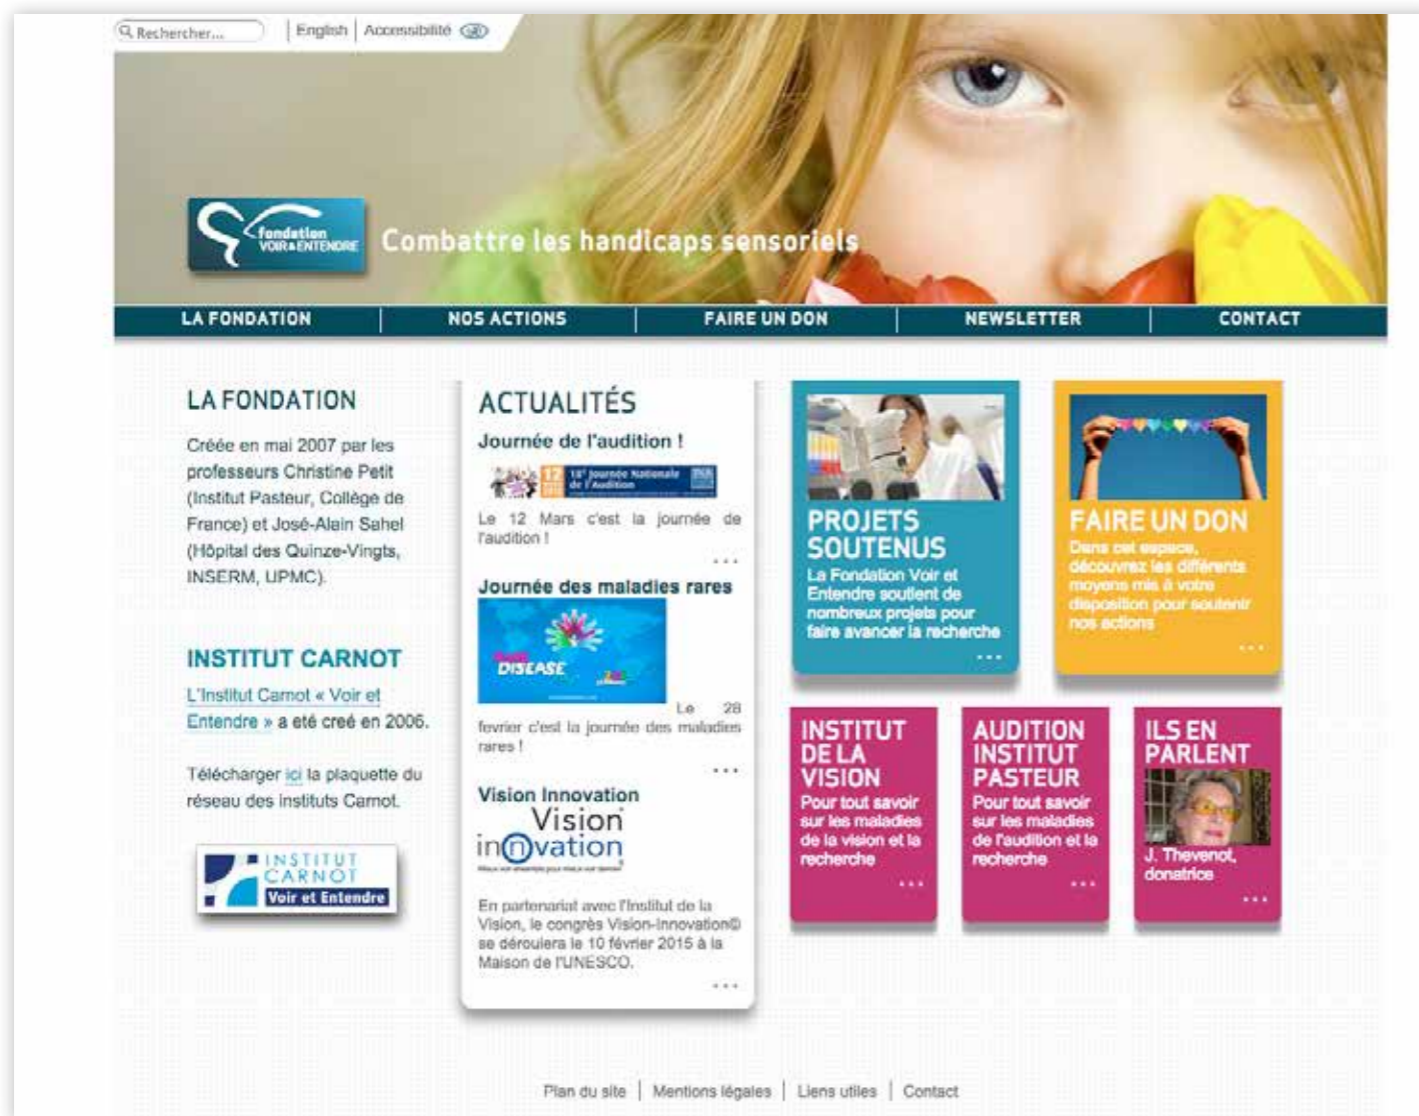 Rechercher...
English
Accessibilité
fondation
VOIR & ENTENDRE
Combattre les handicaps sensoriels
LA FONDATION
NOS ACTIONS
FAIRE UN DON
NEWSLETTER
CONTACT
LA FONDATION
Créée en mai 2007 par les
professeurs Christine Petit
(Institut Pasteur, Collège de
France) et José-Alain Sahel
(Hôpital des Quinze-Vingts,
INSERM, UPMC).
INSTITUT CARNOT
L'Institut Carnot « Voir et
Entendre » a eté creé en 2006.
Télécharger ici la plaquette du
réseau des instituts Carnot.
INSTITUT
CARNOT
Voir et Entendre
ACTUALITÉS
Journée de l'audition !
12
18e Journée Nationale
de l'Audition
Le 12 Mars c'est la journée de
l'audition !
...
Journée des maladies rares
DISEASE
Le 28
fevrier c'est la journée des maladies
rares !
...
Vision Innovation
Vision
innovation
En partenariat avec l'Institut de la
Vision, le congrès Vision-Innovation©
se déroulera le 10 février 2015 à la
Maison de l'UNESCO.
...
PROJETS
SOUTENUS
La Fondation Voir et
Entendre soutient de
nombreux projets pour
faire avancer la recherche
...
FAIRE UN DON
Dans cet espace,
découvrez les différents
moyens mis à votre
disposition pour soutenir
nos actions
...
INSTITUT
DE LA
VISION
Pour tout savoir
sur les maladies
de la vision et la
recherche
...
AUDITION
INSTITUT
PASTEUR
Pour tout savoir
sur les maladies
de l'audition et la
recherche
...
ILS EN
PARLENT
J. Thevenot,
donatrice
...
Plan du site
Mentions légales
Liens utiles
Contact